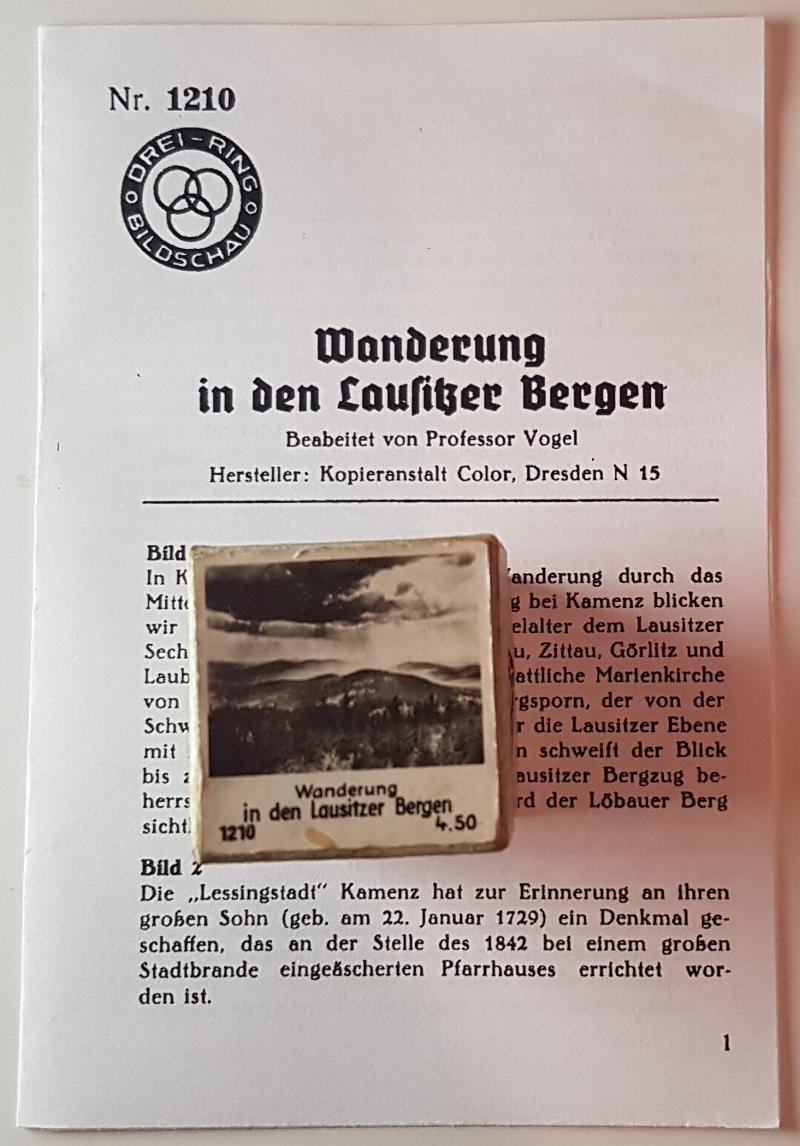 Nr. 1210
DREI-RING
BILDSCHAU
Wanderung
in den Lausitzer Bergen
Beabeitet von Professor Vogel
Hersteller: Kopieranstalt Color, Dresden N 15
Bild
In anderung durch das
bei Kamenz blicken
wir elalter dem Lausitzer
Sech Zittau, Görlitz und
Laub attliche Marienkirche
von gsporn, der von der
Schw die Lausitzer Ebene
mit schweift der Blick
bis ausitzer Bergzug be-
herrs der Löbauer Berg
sicht
Wanderung
in den Lausitzer Bergen
1210 4.50
Bild 2
Die „Lessingstadt“ Kamenz hat zur Erinnerung an ihren
großen Sohn (geb. am 22. Januar 1729) ein Denkmal ge-
schaffen, das an der Stelle des 1842 bei einem großen
Stadtbrande eingeäscherten Pfarrhauses errichtet wor-
den ist.
1